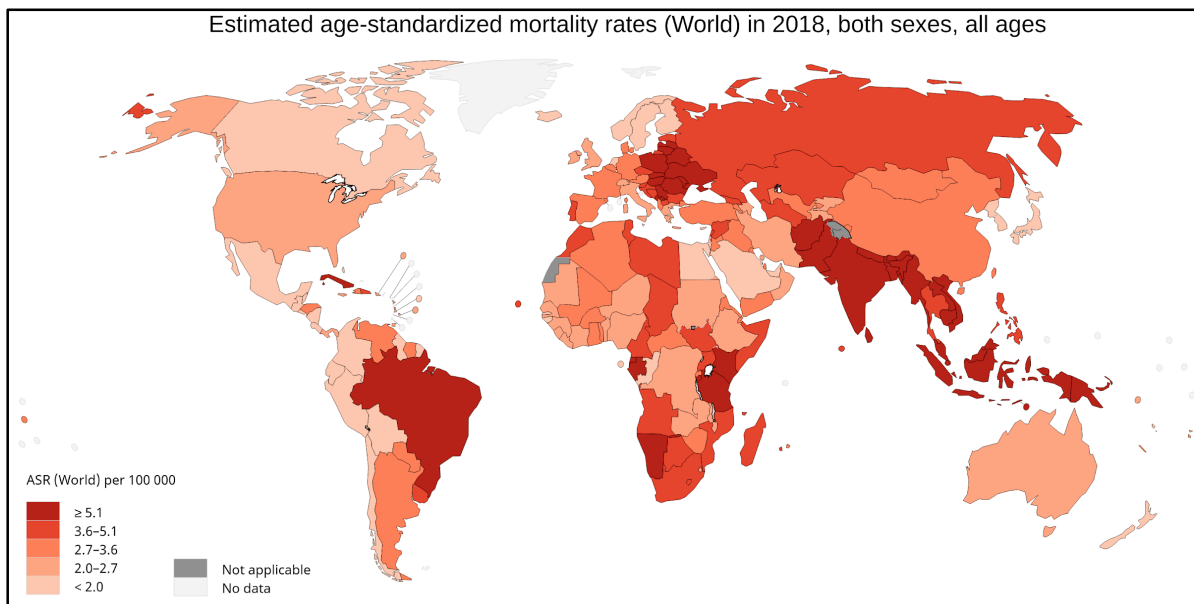 Estimated age-standardized mortality rates (World) in 2018, both sexes, all ages
ASR (World) per 100 000
≥ 5.1
3.6–5.1
2.7–3.6
2.0–2.7
< 2.0
Not applicable
No data